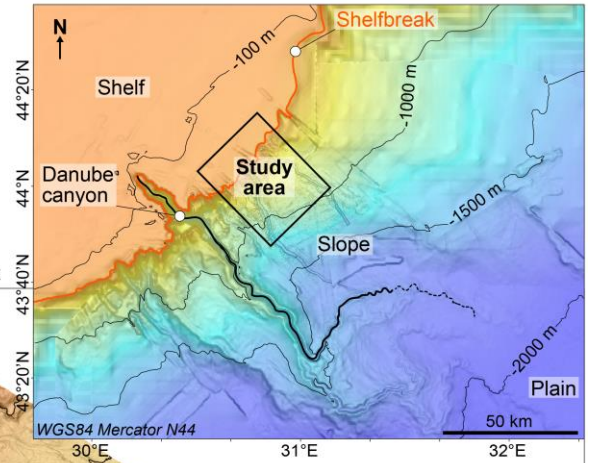 N
Shelfbreak
-100 m
Shelf
-1000 m
Study
area
Danube
canyon
-1500 m
Slope
-2000 m
Plain
WGS84 Mercator N44
50 km
44°20'N
44°N
43°40'N
43°20'N
30°E
31°E
32°E